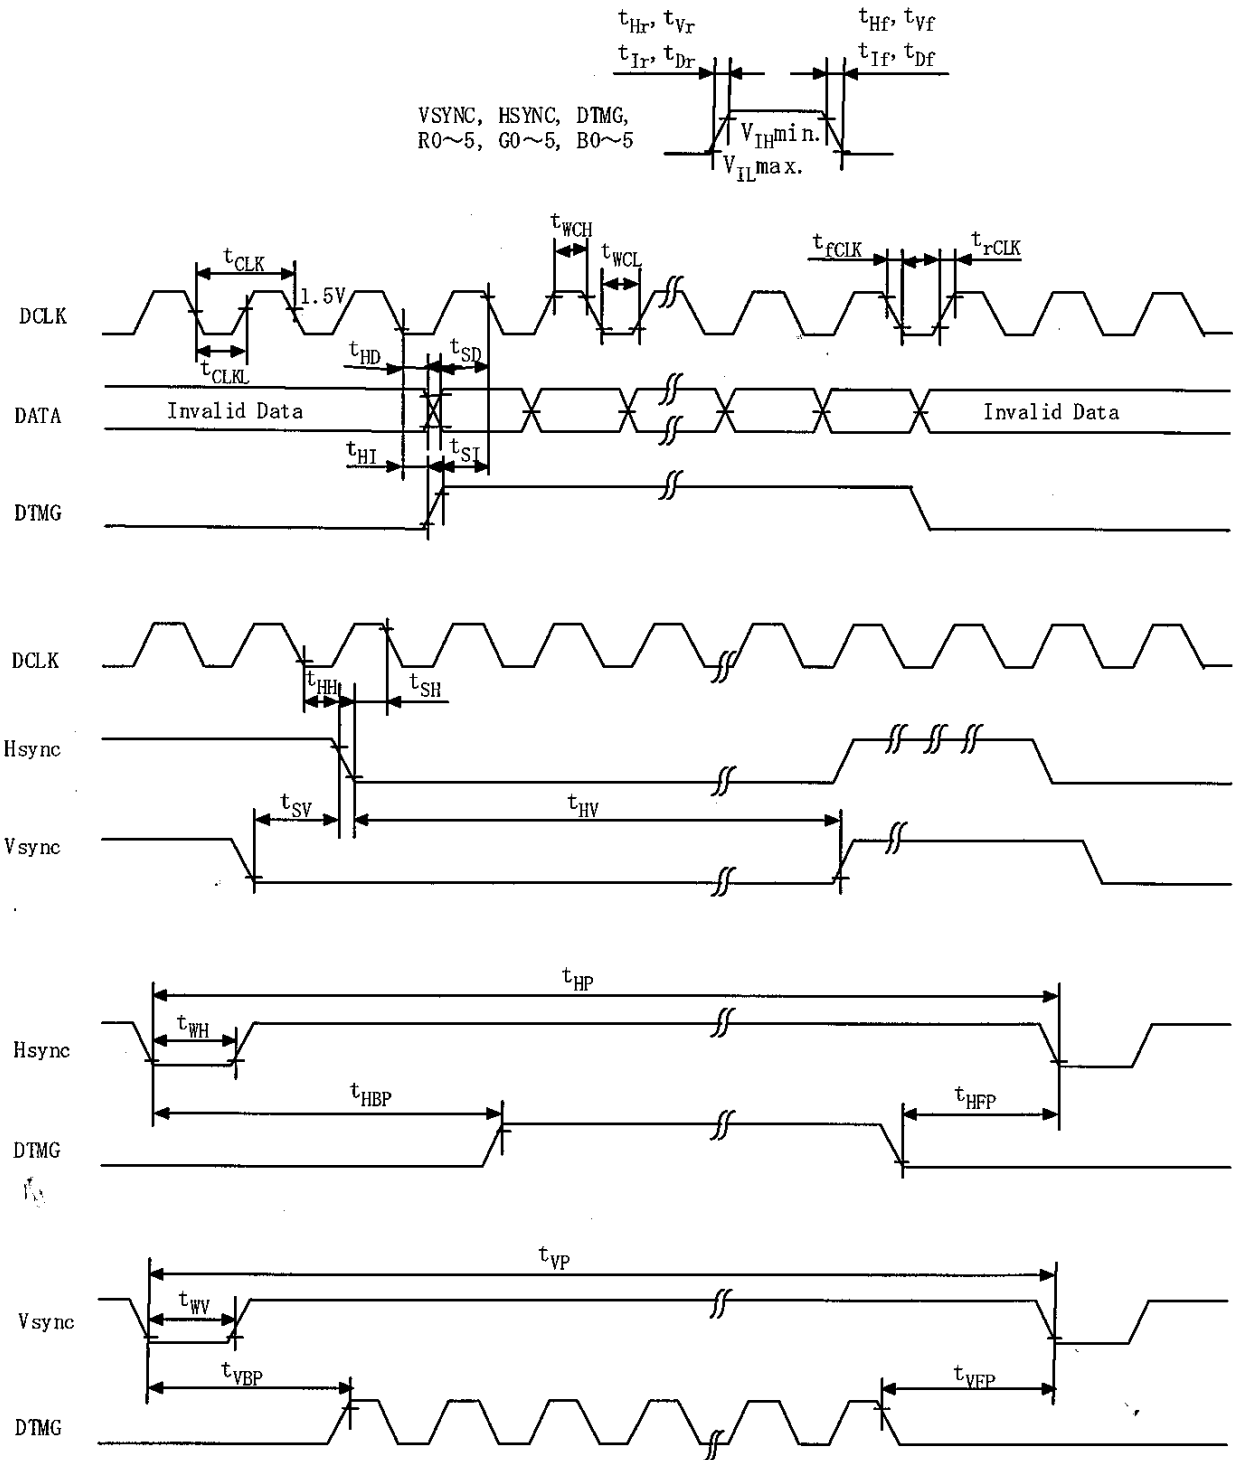 tHr, tVr
tHf, tVf
tIr, tDr
tIf, tDf
VSYNC, HSYNC, DTMG,
R0～5, G0～5, B0～5
VIHmin.
VILmax.
tWCH
tCLK
tWCL
tfCLK
trCLK
1.5V
DCLK
tCLKL
tHD
tSD
DATA
Invalid Data
Invalid Data
tHI
tSI
DTMG
DCLK
tHH
tSH
Hsync
tSV
tHV
Vsync
tHP
tWH
Hsync
tHBP
tHFP
DTMG
tVP
tWV
Vsync
tVBP
tVFP
DTMG